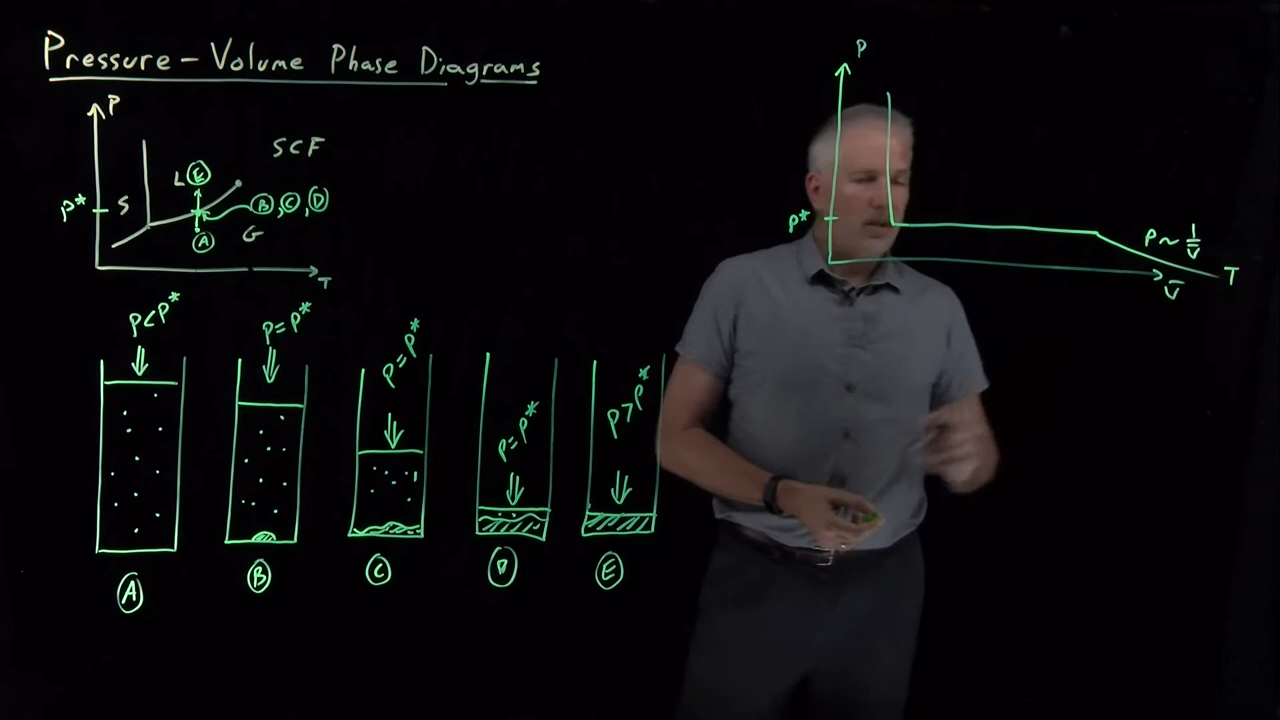 Pressure – Volume Phase Diagrams
P
SCF
L E
P* S
B, C, D
A G
T
P<P*
P=P*
P=P*
P=P*
P>P*
A
B
C
D
E
P
P*
P ~ 1/V̄
T
V̄